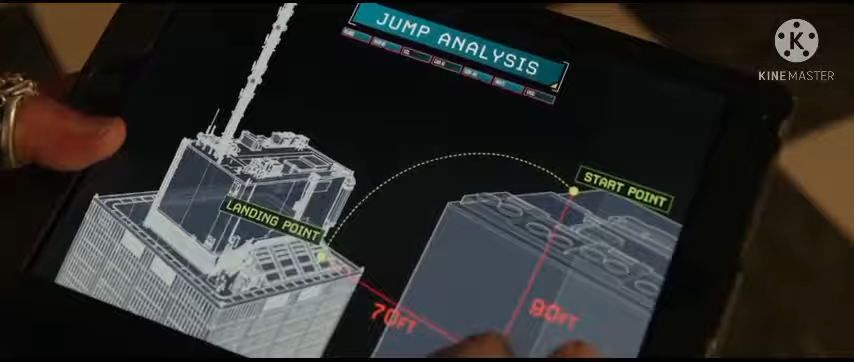 JUMP ANALYSIS
K
KINEMASTER
START POINT
LANDING POINT
70FT
90FT